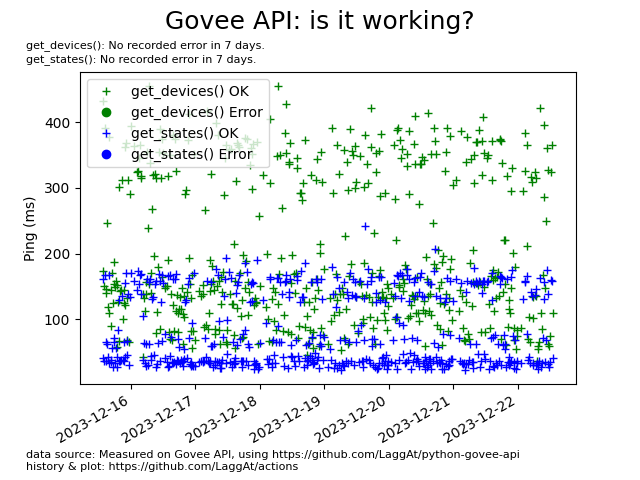 Govee API: is it working?
get_devices(): No recorded error in 7 days.
get_states(): No recorded error in 7 days.
get_devices() OK
get_devices() Error
get_states() OK
get_states() Error
400
300
200
100
Ping (ms)
2023-12-16
2023-12-17
2023-12-18
2023-12-19
2023-12-20
2023-12-21
2023-12-22
data source: Measured on Govee API, using https://github.com/LaggAt/python-govee-api
history & plot: https://github.com/LaggAt/actions